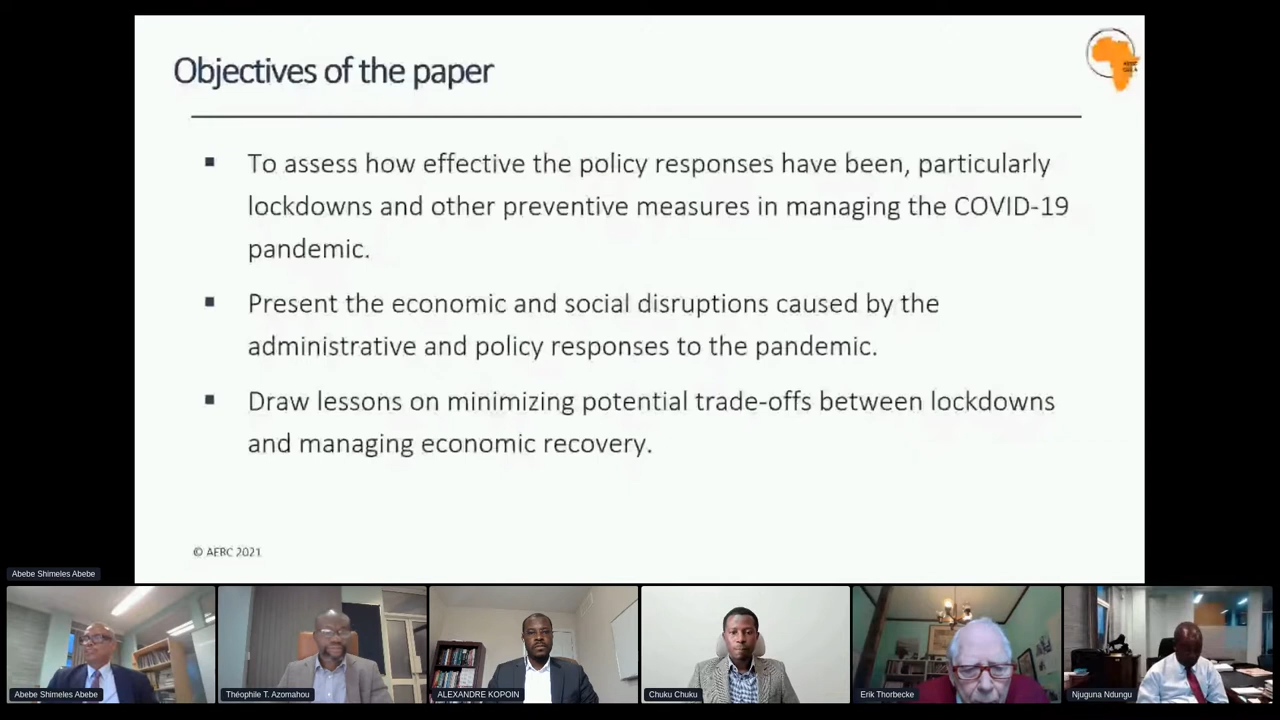 Objectives of the paper
▪ To assess how effective the policy responses have been, particularly
lockdowns and other preventive measures in managing the COVID-19
pandemic.
▪ Present the economic and social disruptions caused by the
administrative and policy responses to the pandemic.
▪ Draw lessons on minimizing potential trade-offs between lockdowns
and managing economic recovery.
© AERC 2021
Abebe Shimeles Abebe
Abebe Shimeles Abebe
Théophile T. Azomahou
ALEXANDRE KOPOIN
Chuku Chuku
Erik Thorbecke
Njuguna Ndungu